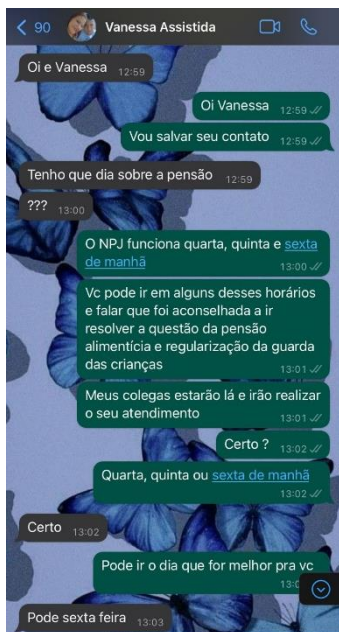 90 Vanessa Assistida
Oi e Vanessa 12:59
Oi Vanessa 12:59
Vou salvar seu contato 12:59
Tenho que dia sobre a pensão 12:59
??? 13:00
O NPJ funciona quarta, quinta e sexta
de manhã 13:00
Vc pode ir em alguns desses horários
e falar que foi aconselhada a ir
resolver a questão da pensão
alimentícia e regularização da guarda
das crianças 13:01
Meus colegas estarão lá e irão realizar
o seu atendimento 13:01
Certo ? 13:02
Quarta, quinta ou sexta de manhã
13:02
Certo 13:02
Pode ir o dia que for melhor pra vc
Pode sexta feira 13:03